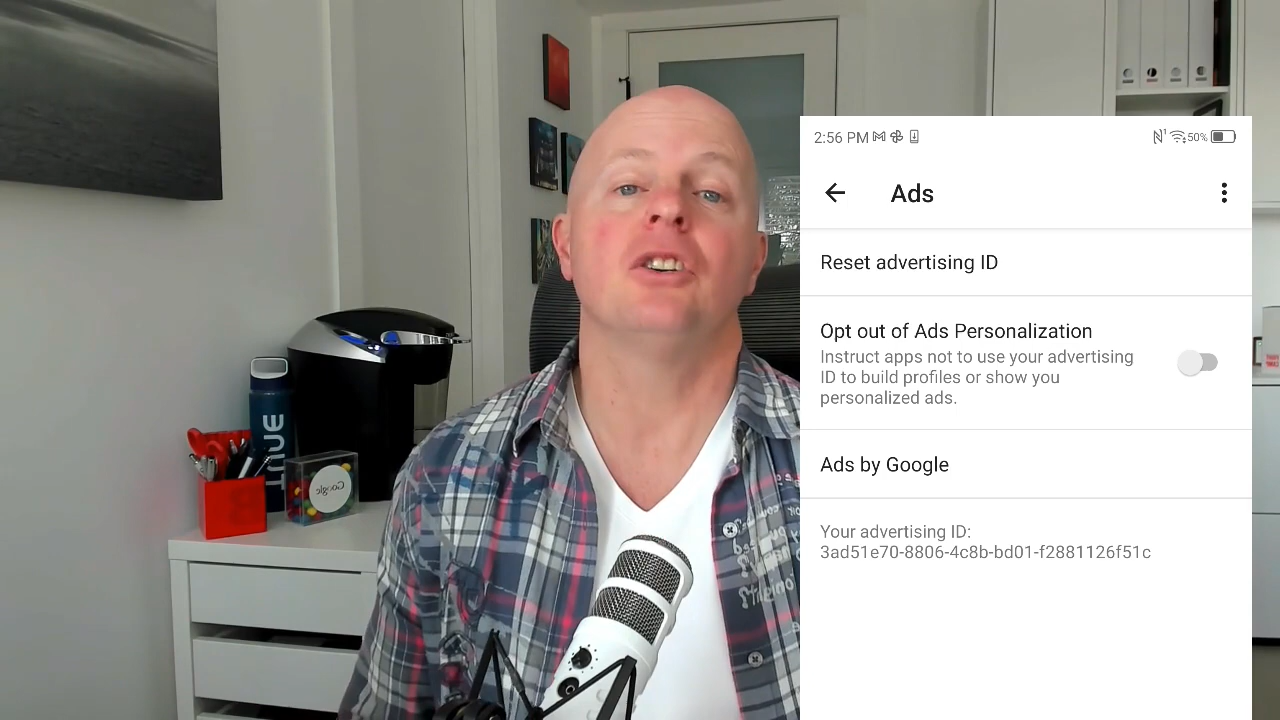 2:56 PM
50%
Ads
Reset advertising ID
Opt out of Ads Personalization
Instruct apps not to use your advertising
ID to build profiles or show you
personalized ads.
Ads by Google
Your advertising ID:
3ad51e70-8806-4c8b-bd01-f2881126f51c
TRUE
Google